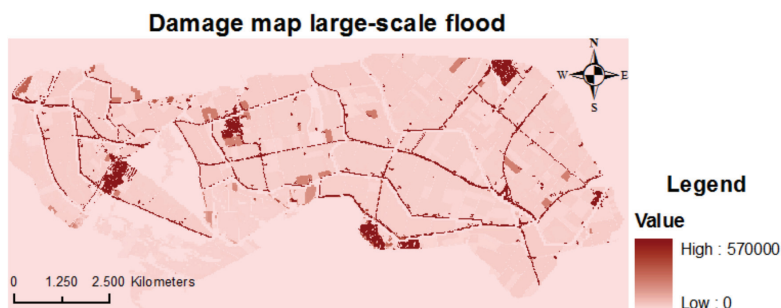 Damage map large-scale flood
N
W E
S
Legend
Value
High : 570000
Low : 0
0 1.250 2.500 Kilometers